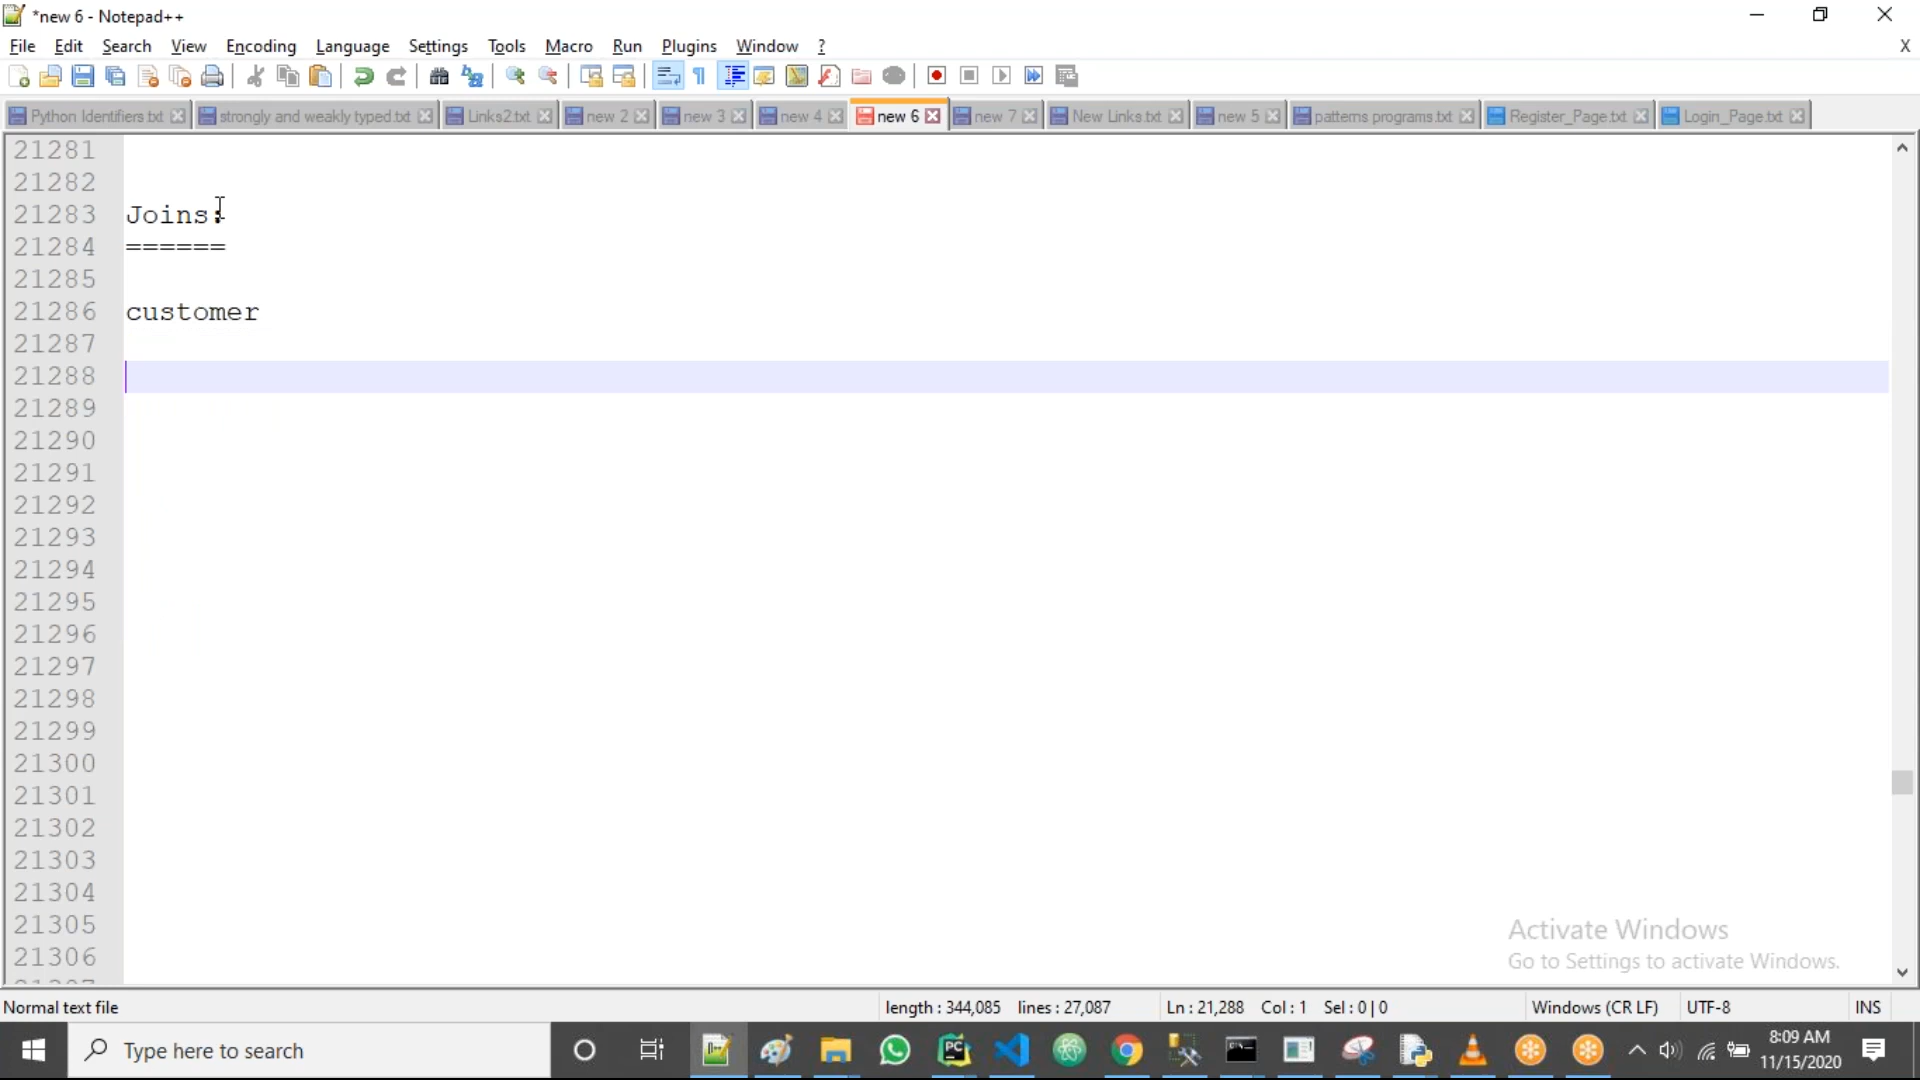 *new 6 - Notepad++
File Edit Search View Encoding Language Settings Tools Macro Run Plugins Window ? X
Python Identifiers.txt strongly and weakly typed.txt Links2.txt new 2 new 3 new 4 new 6 new 7 New Links.txt new 5 patterns programs.txt Register_Page.txt Login_Page.txt
21281
21282
21283 Joins:
21284 ======
21285
21286 customer
21287
21288
21289
21290
21291
21292
21293
21294
21295
21296
21297
21298
21299
21300
21301
21302
21303
21304
21305
21306
Activate Windows
Go to Settings to activate Windows.
Normal text file length : 344,085 lines : 27,087 Ln : 21,288 Col : 1 Sel : 0 | 0 Windows (CR LF) UTF-8 INS
Type here to search
8:09 AM
11/15/2020